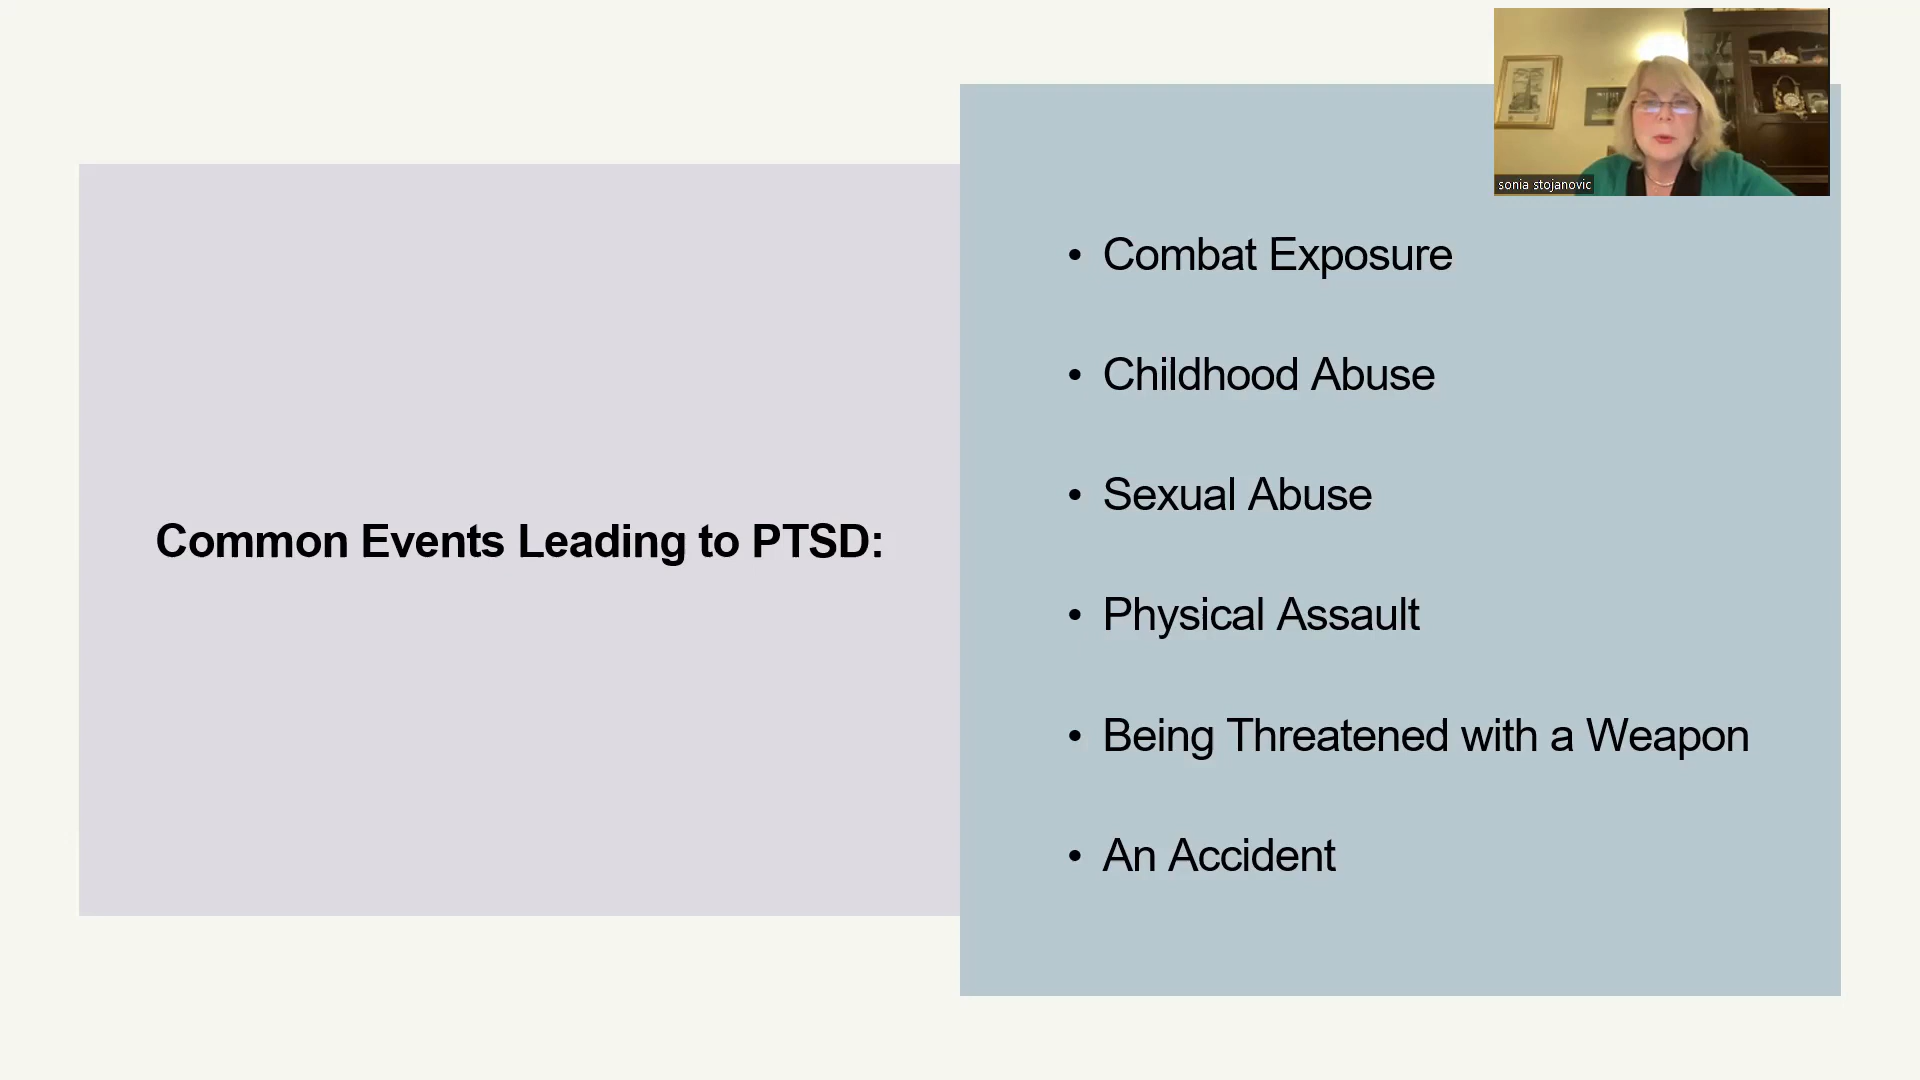 sonia stojanovic
Common Events Leading to PTSD:
• Combat Exposure
• Childhood Abuse
• Sexual Abuse
• Physical Assault
• Being Threatened with a Weapon
• An Accident